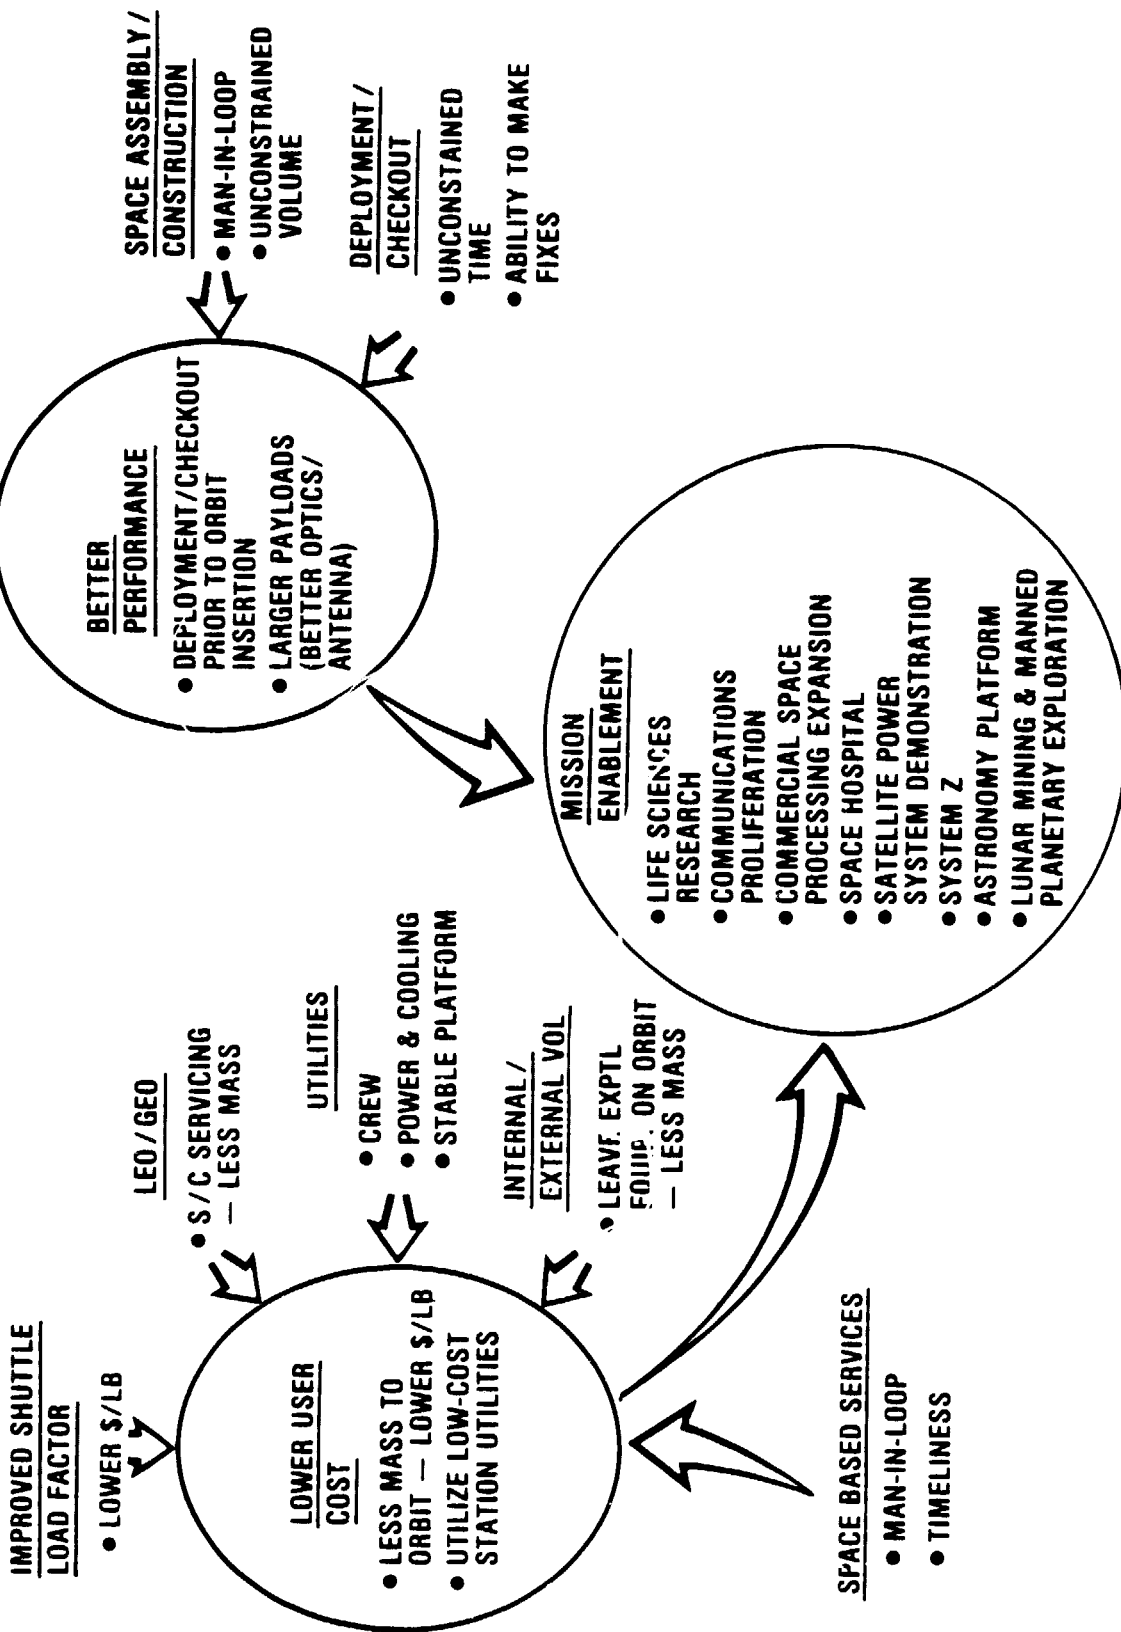 IMPROVED SHUTTLE
LOAD FACTOR
• LOWER $/LB
LEO/GEO
• S/C SERVICING
— LESS MASS
UTILITIES
• CREW
• POWER & COOLING
• STABLE PLATFORM
INTERNAL/
EXTERNAL VOL
• LEAVE EXPTL
EQUIP. ON ORBIT
— LESS MASS
LOWER USER
COST
• LESS MASS TO
ORBIT — LOWER $/LB
• UTILIZE LOW-COST
STATION UTILITIES
SPACE BASED SERVICES
• MAN-IN-LOOP
• TIMELINESS
SPACE ASSEMBLY/
CONSTRUCTION
• MAN-IN-LOOP
• UNCONSTRAINED
VOLUME
DEPLOYMENT/
CHECKOUT
• UNCONSTAINED
TIME
• ABILITY TO MAKE
FIXES
BETTER
PERFORMANCE
• DEPLOYMENT/CHECKOUT
PRIOR TO ORBIT
INSERTION
• LARGER PAYLOADS
(BETTER OPTICS/
ANTENNA)
MISSION
ENABLEMENT
• LIFE SCIENCES
RESEARCH
• COMMUNICATIONS
PROLIFERATION
• COMMERCIAL SPACE
PROCESSING EXPANSION
• SPACE HOSPITAL
• SATELLITE POWER
SYSTEM DEMONSTRATION
• SYSTEM Z
• ASTRONOMY PLATFORM
• LUNAR MINING & MANNED
PLANETARY EXPLORATION